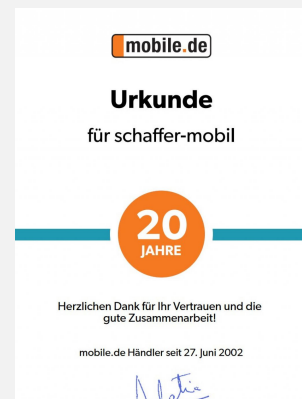 mobile.de
Urkunde
für schaffer-mobil
20
JAHRE
Herzlichen Dank für Ihr Vertrauen und die
gute Zusammenarbeit!
mobile.de Händler seit 27. Juni 2002